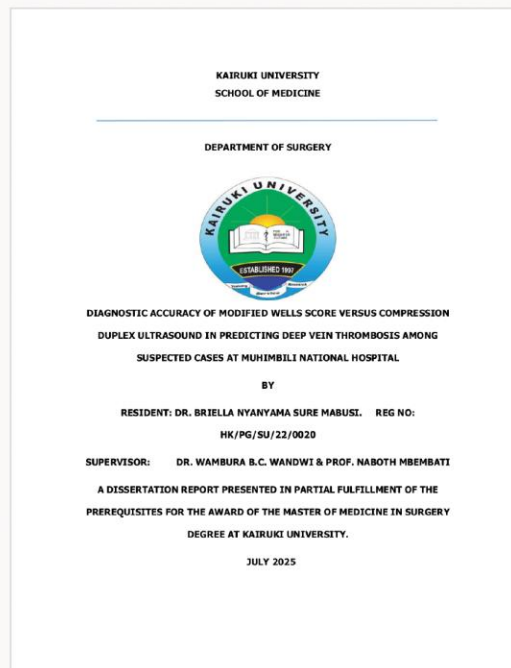 KAIRUKI UNIVERSITY
SCHOOL OF MEDICINE
DEPARTMENT OF SURGERY
KAIRUKI UNIVERSITY
ESTABLISHED 1997
DIAGNOSTIC ACCURACY OF MODIFIED WELLS SCORE VERSUS COMPRESSION
DUPLEX ULTRASOUND IN PREDICTING DEEP VEIN THROMBOSIS AMONG
SUSPECTED CASES AT MUHIMBILI NATIONAL HOSPITAL
BY
RESIDENT: DR. BRIELLA NYANYAMA SURE MABUSI. REG NO:
HK/PG/SU/22/0020
SUPERVISOR: DR. WAMBURA B.C. WANDWI & PROF. NABOTH MBEMBATI
A DISSERTATION REPORT PRESENTED IN PARTIAL FULFILLMENT OF THE
PREREQUISITES FOR THE AWARD OF THE MASTER OF MEDICINE IN SURGERY
DEGREE AT KAIRUKI UNIVERSITY.
JULY 2025